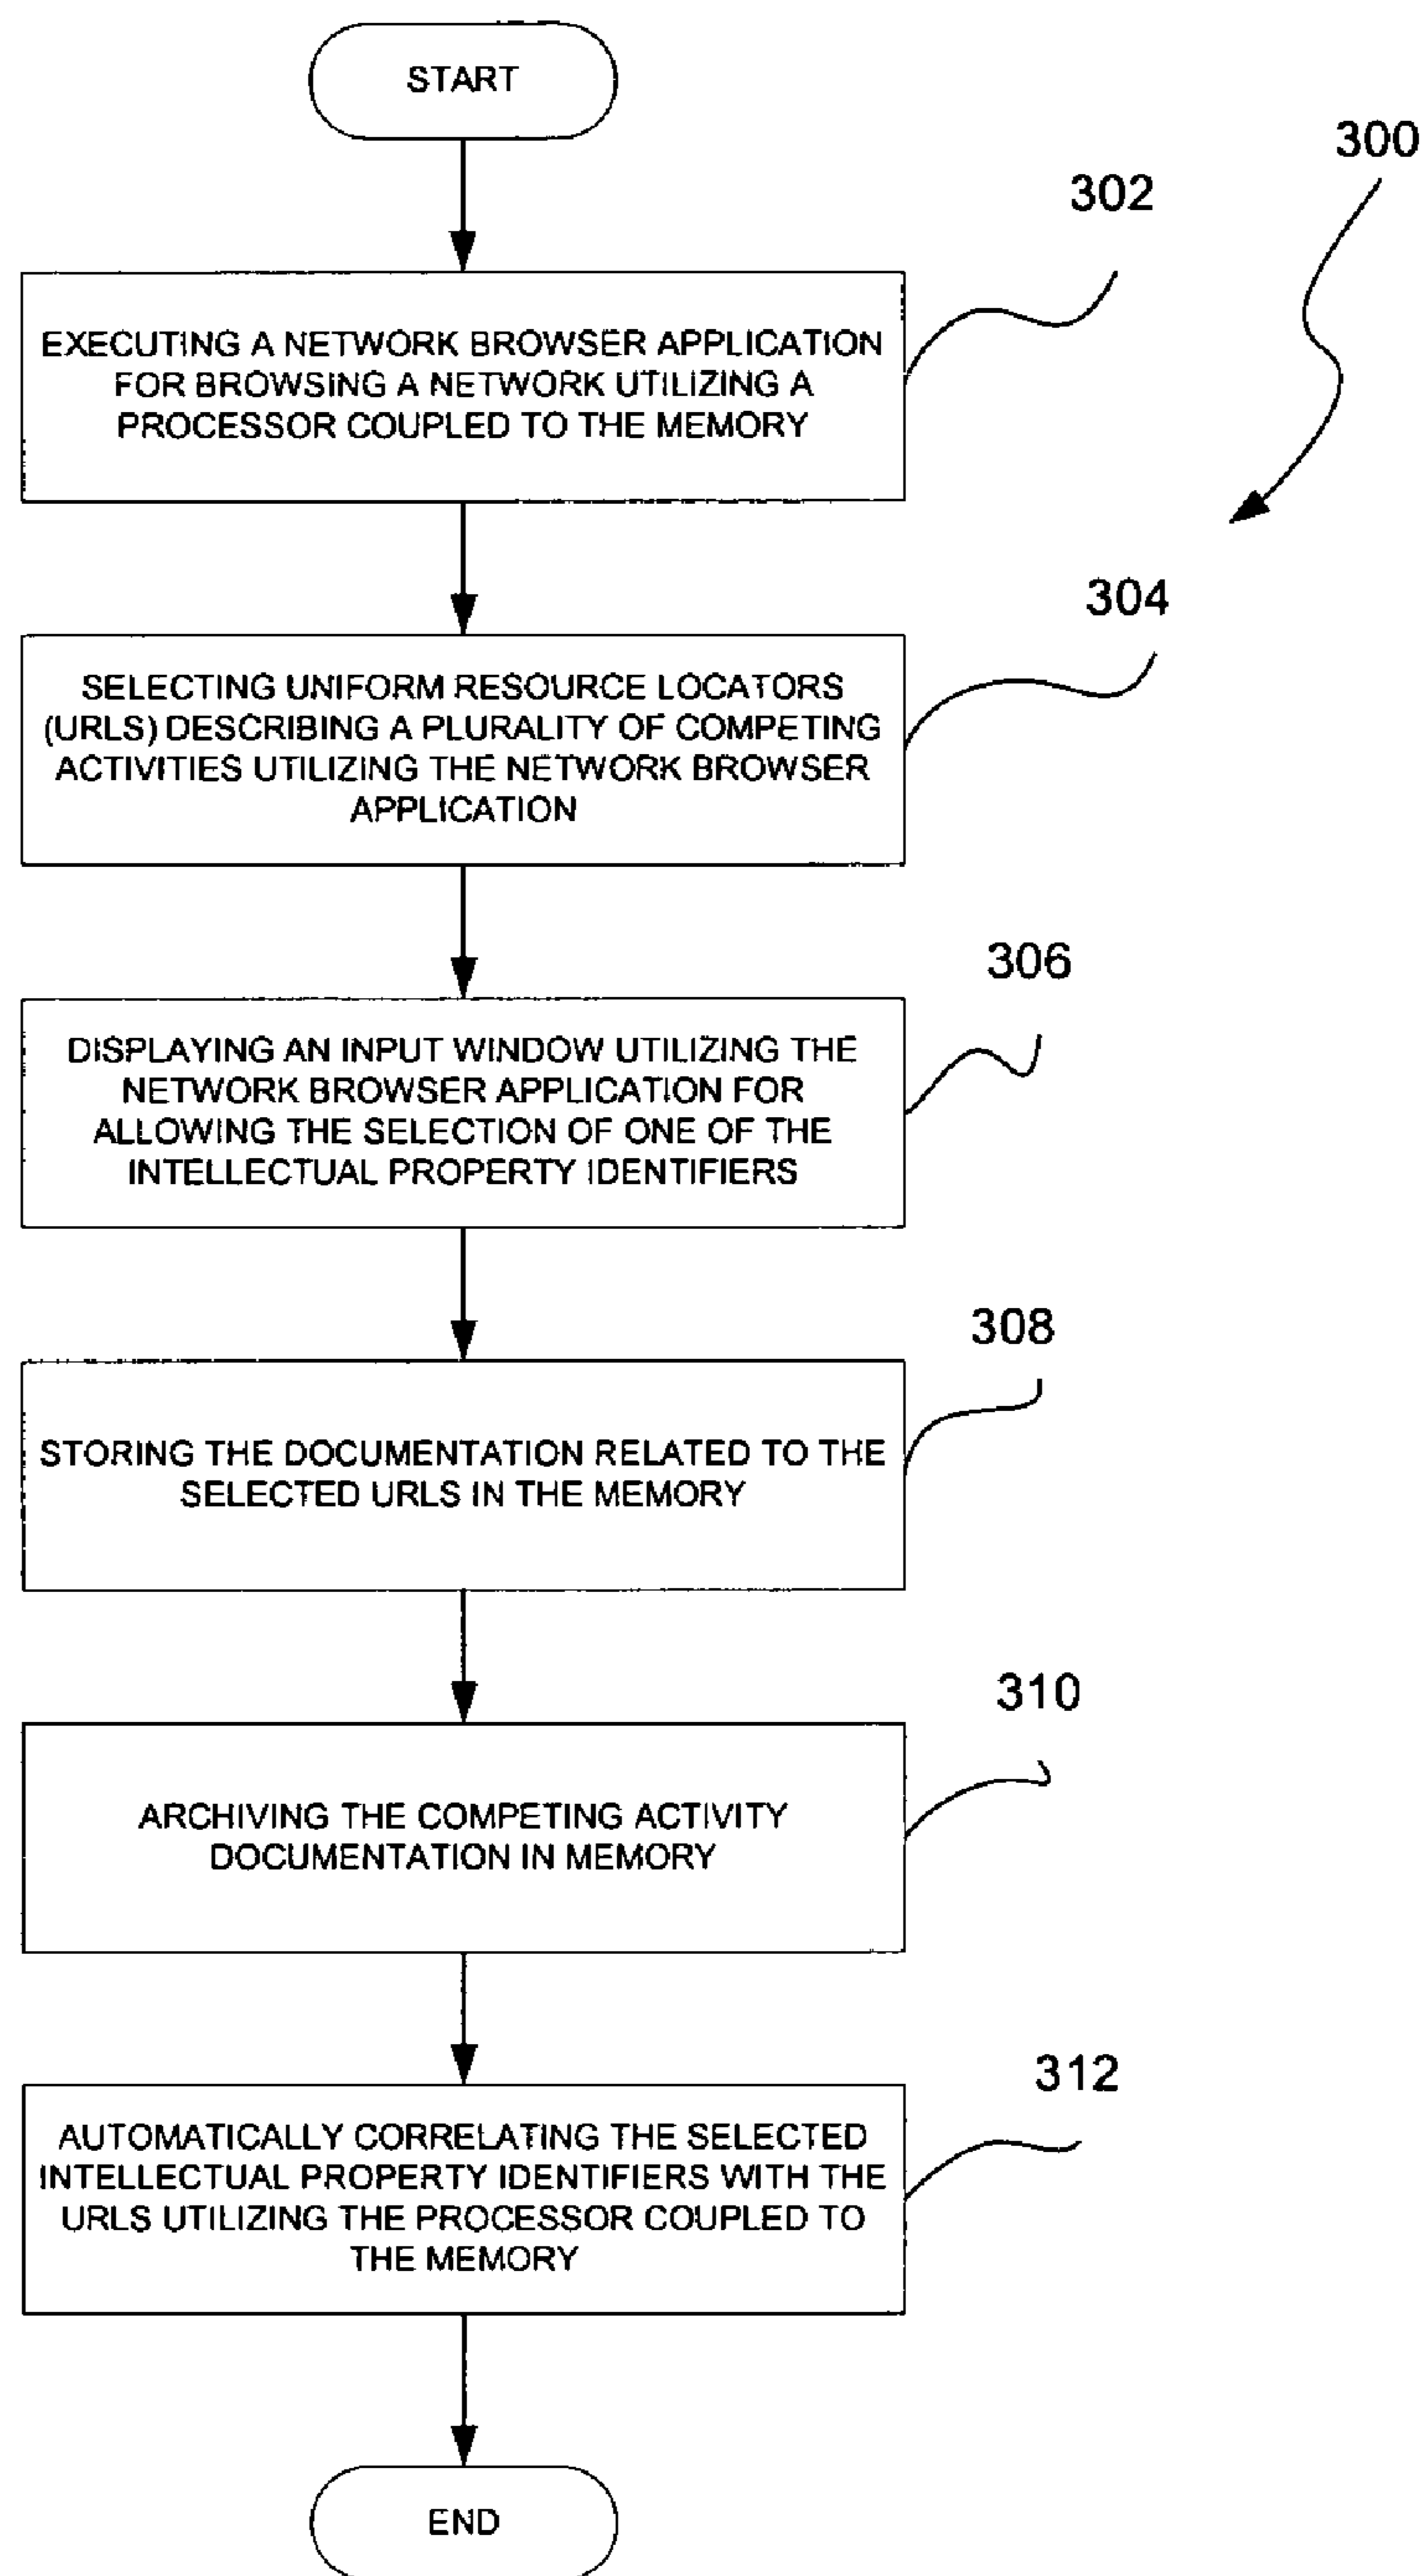 START
300
302
EXECUTING A NETWORK BROWSER APPLICATION
FOR BROWSING A NETWORK UTILIZING A
PROCESSOR COUPLED TO THE MEMORY
304
SELECTING UNIFORM RESOURCE LOCATORS
(URLS) DESCRIBING A PLURALITY OF COMPETING
ACTIVITIES UTILIZING THE NETWORK BROWSER
APPLICATION
306
DISPLAYING AN INPUT WINDOW UTILIZING THE
NETWORK BROWSER APPLICATION FOR
ALLOWING THE SELECTION OF ONE OF THE
INTELLECTUAL PROPERTY IDENTIFIERS
308
STORING THE DOCUMENTATION RELATED TO THE
SELECTED URLS IN THE MEMORY
310
ARCHIVING THE COMPETING ACTIVITY
DOCUMENTATION IN MEMORY
312
AUTOMATICALLY CORRELATING THE SELECTED
INTELLECTUAL PROPERTY IDENTIFIERS WITH THE
URLS UTILIZING THE PROCESSOR COUPLED TO
THE MEMORY
END